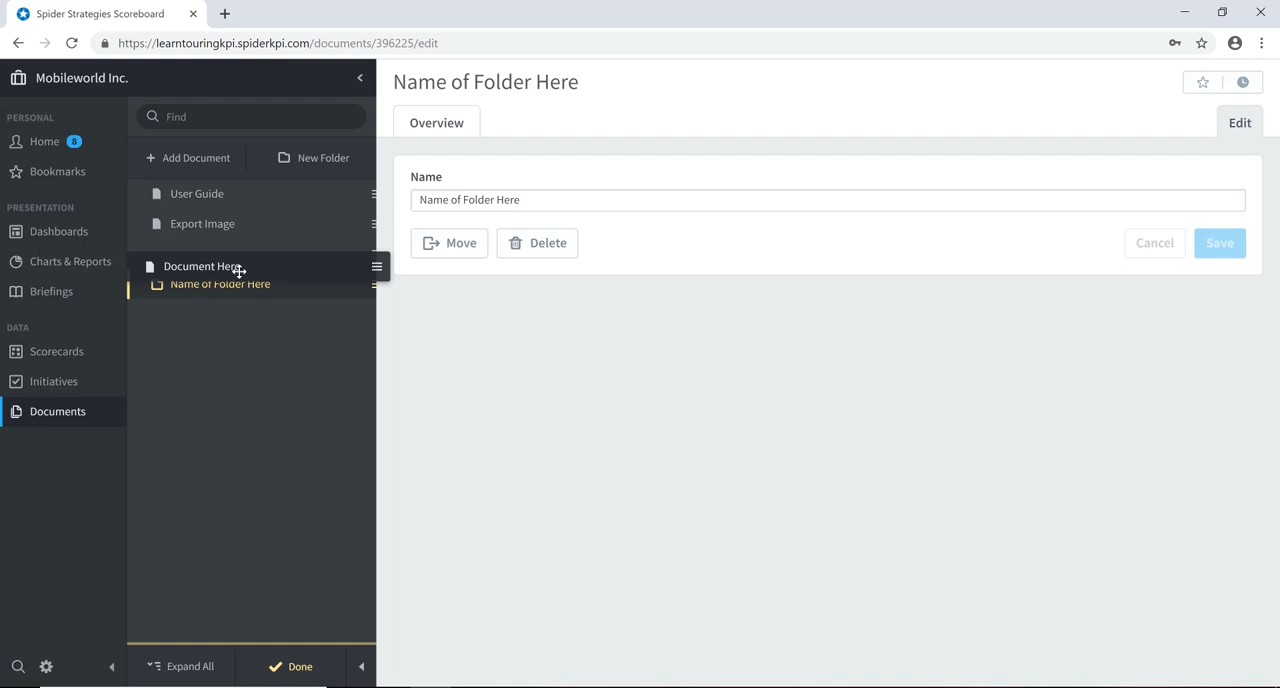 Spider Strategies Scoreboard
https://learntouringkpi.spiderkpi.com/documents/396225/edit
Mobileworld Inc.
PERSONAL
Home 8
Bookmarks
PRESENTATION
Dashboards
Charts & Reports
Briefings
DATA
Scorecards
Initiatives
Documents
Find
Add Document
New Folder
User Guide
Export Image
Document Here
Name of Folder Here
Expand All
Done
Name of Folder Here
Overview
Edit
Name
Name of Folder Here
Move
Delete
Cancel
Save